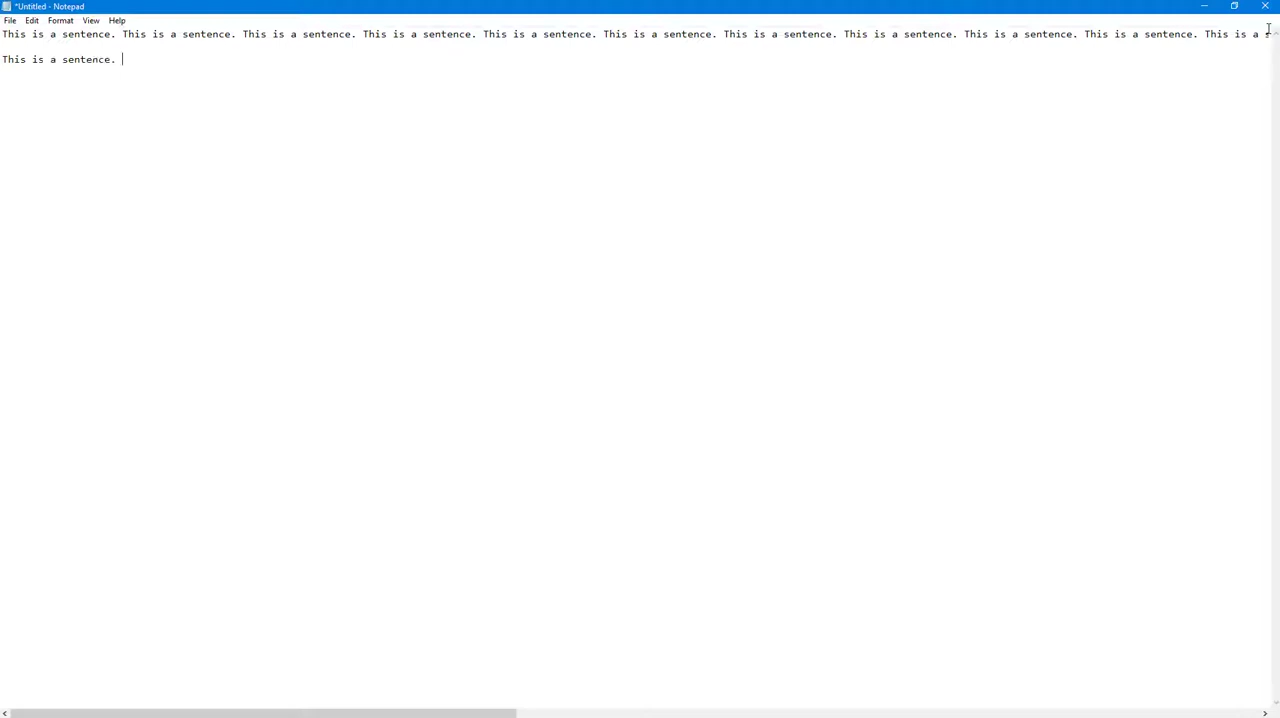 *Untitled - Notepad
File Edit Format View Help
This is a sentence. This is a sentence. This is a sentence. This is a sentence. This is a sentence. This is a sentence. This is a sentence. This is a sentence. This is a sentence. This is a sentence. This is a s
This is a sentence.